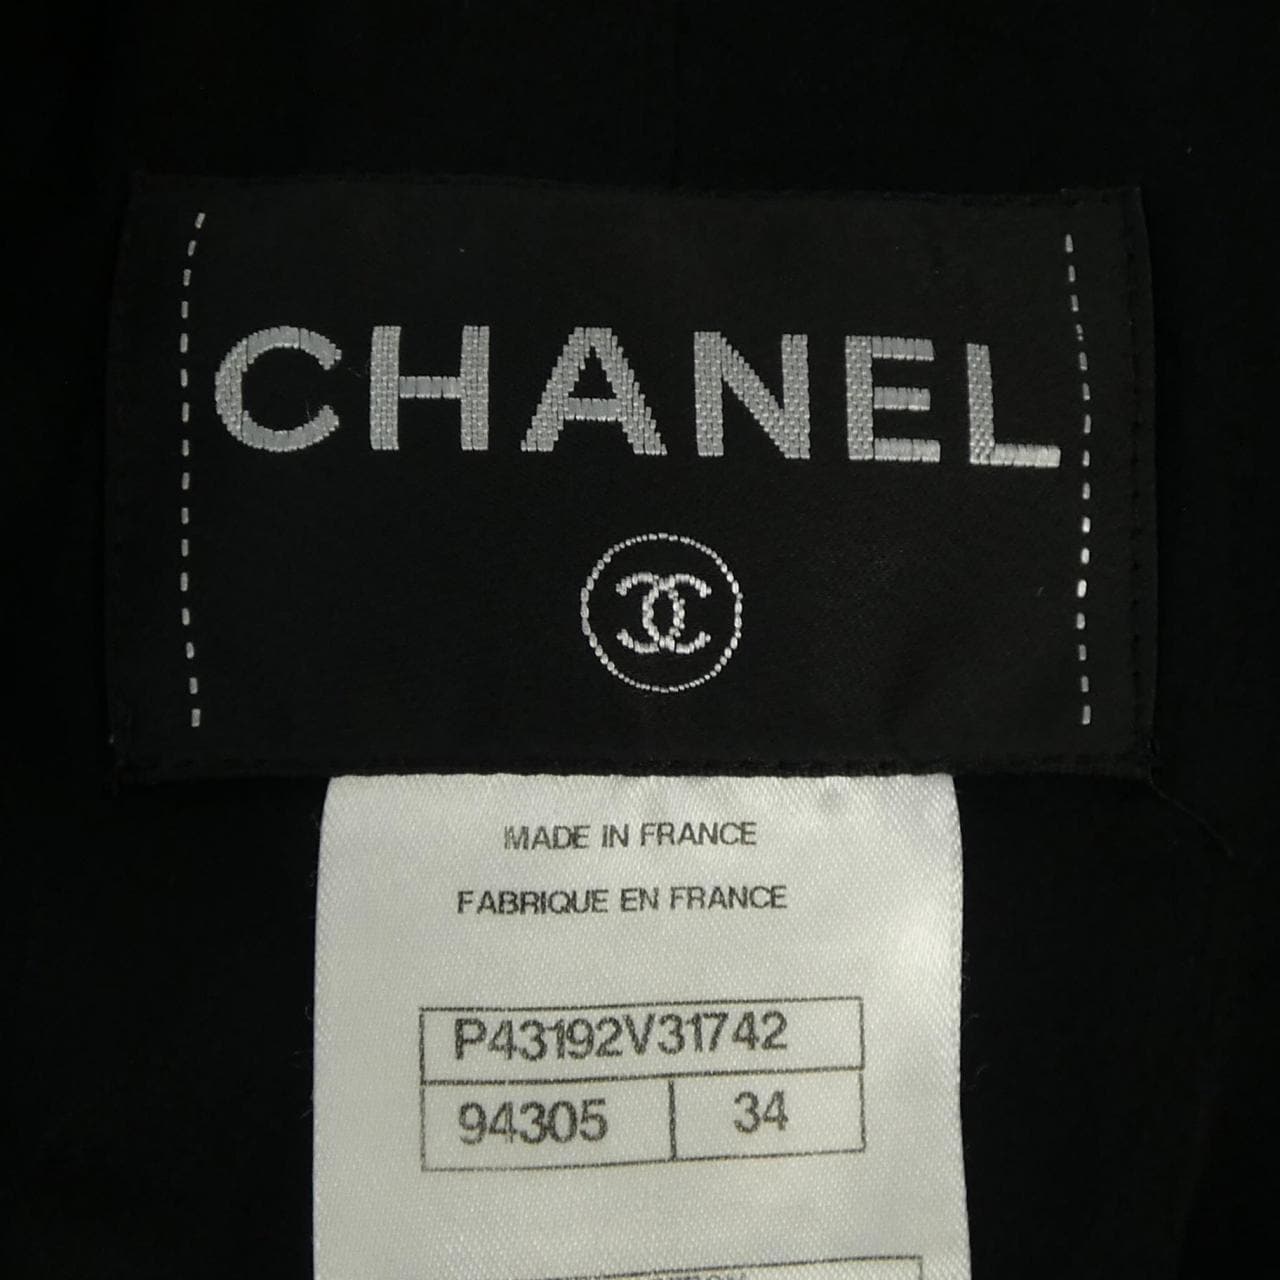 CHANEL
MADE IN FRANCE
FABRIQUE EN FRANCE
P43192V31742
94305 34